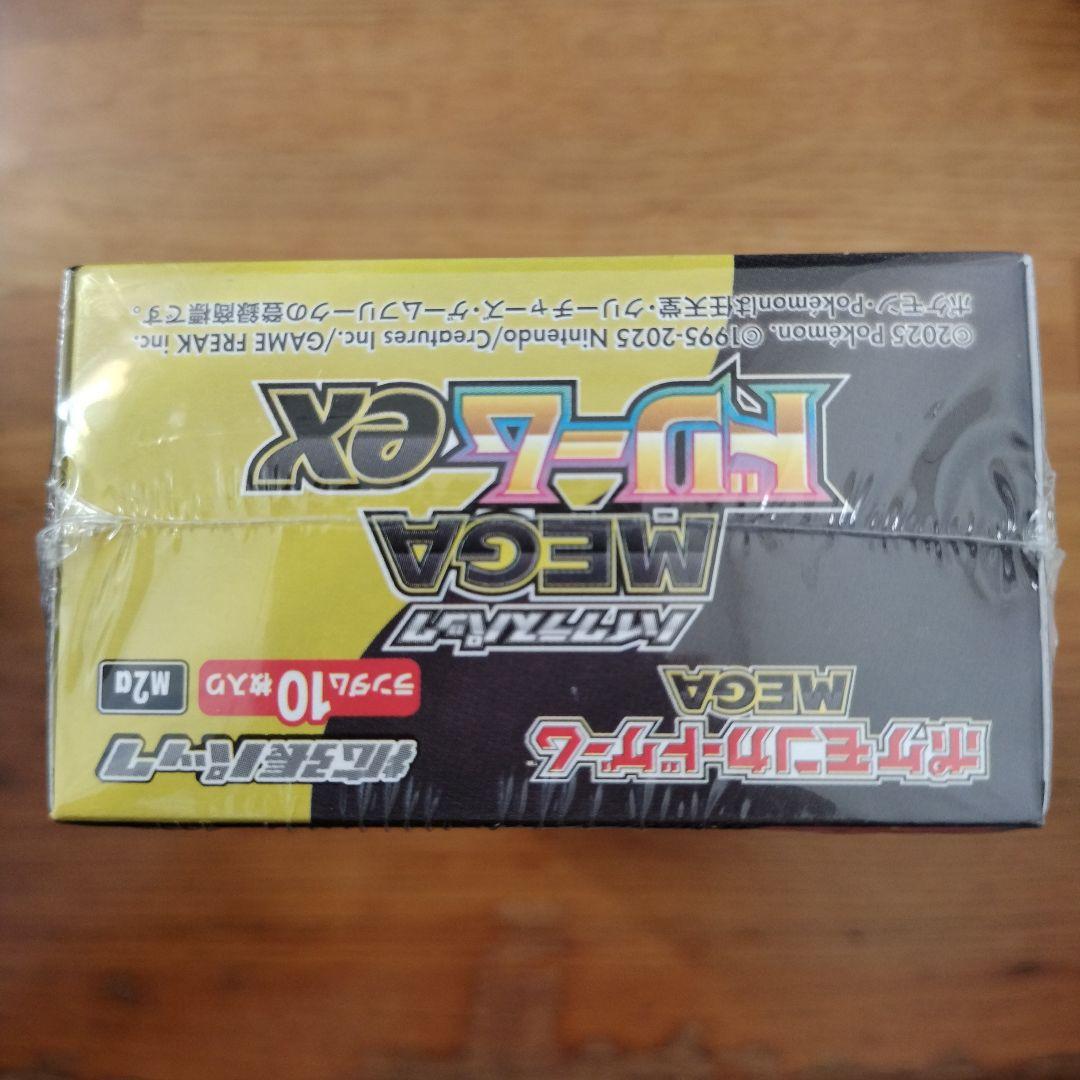 ポケモンカードゲーム
MEGA
拡張パック
ランダム10枚入り
M2a
ハイクラスパック
MEGA
ドリームex
©2025 Pokémon. ©1995-2025 Nintendo/Creatures Inc./GAME FREAK inc.
ポケモン・Pokémonは任天堂・クリーチャーズ・ゲームフリークの登録商標です。